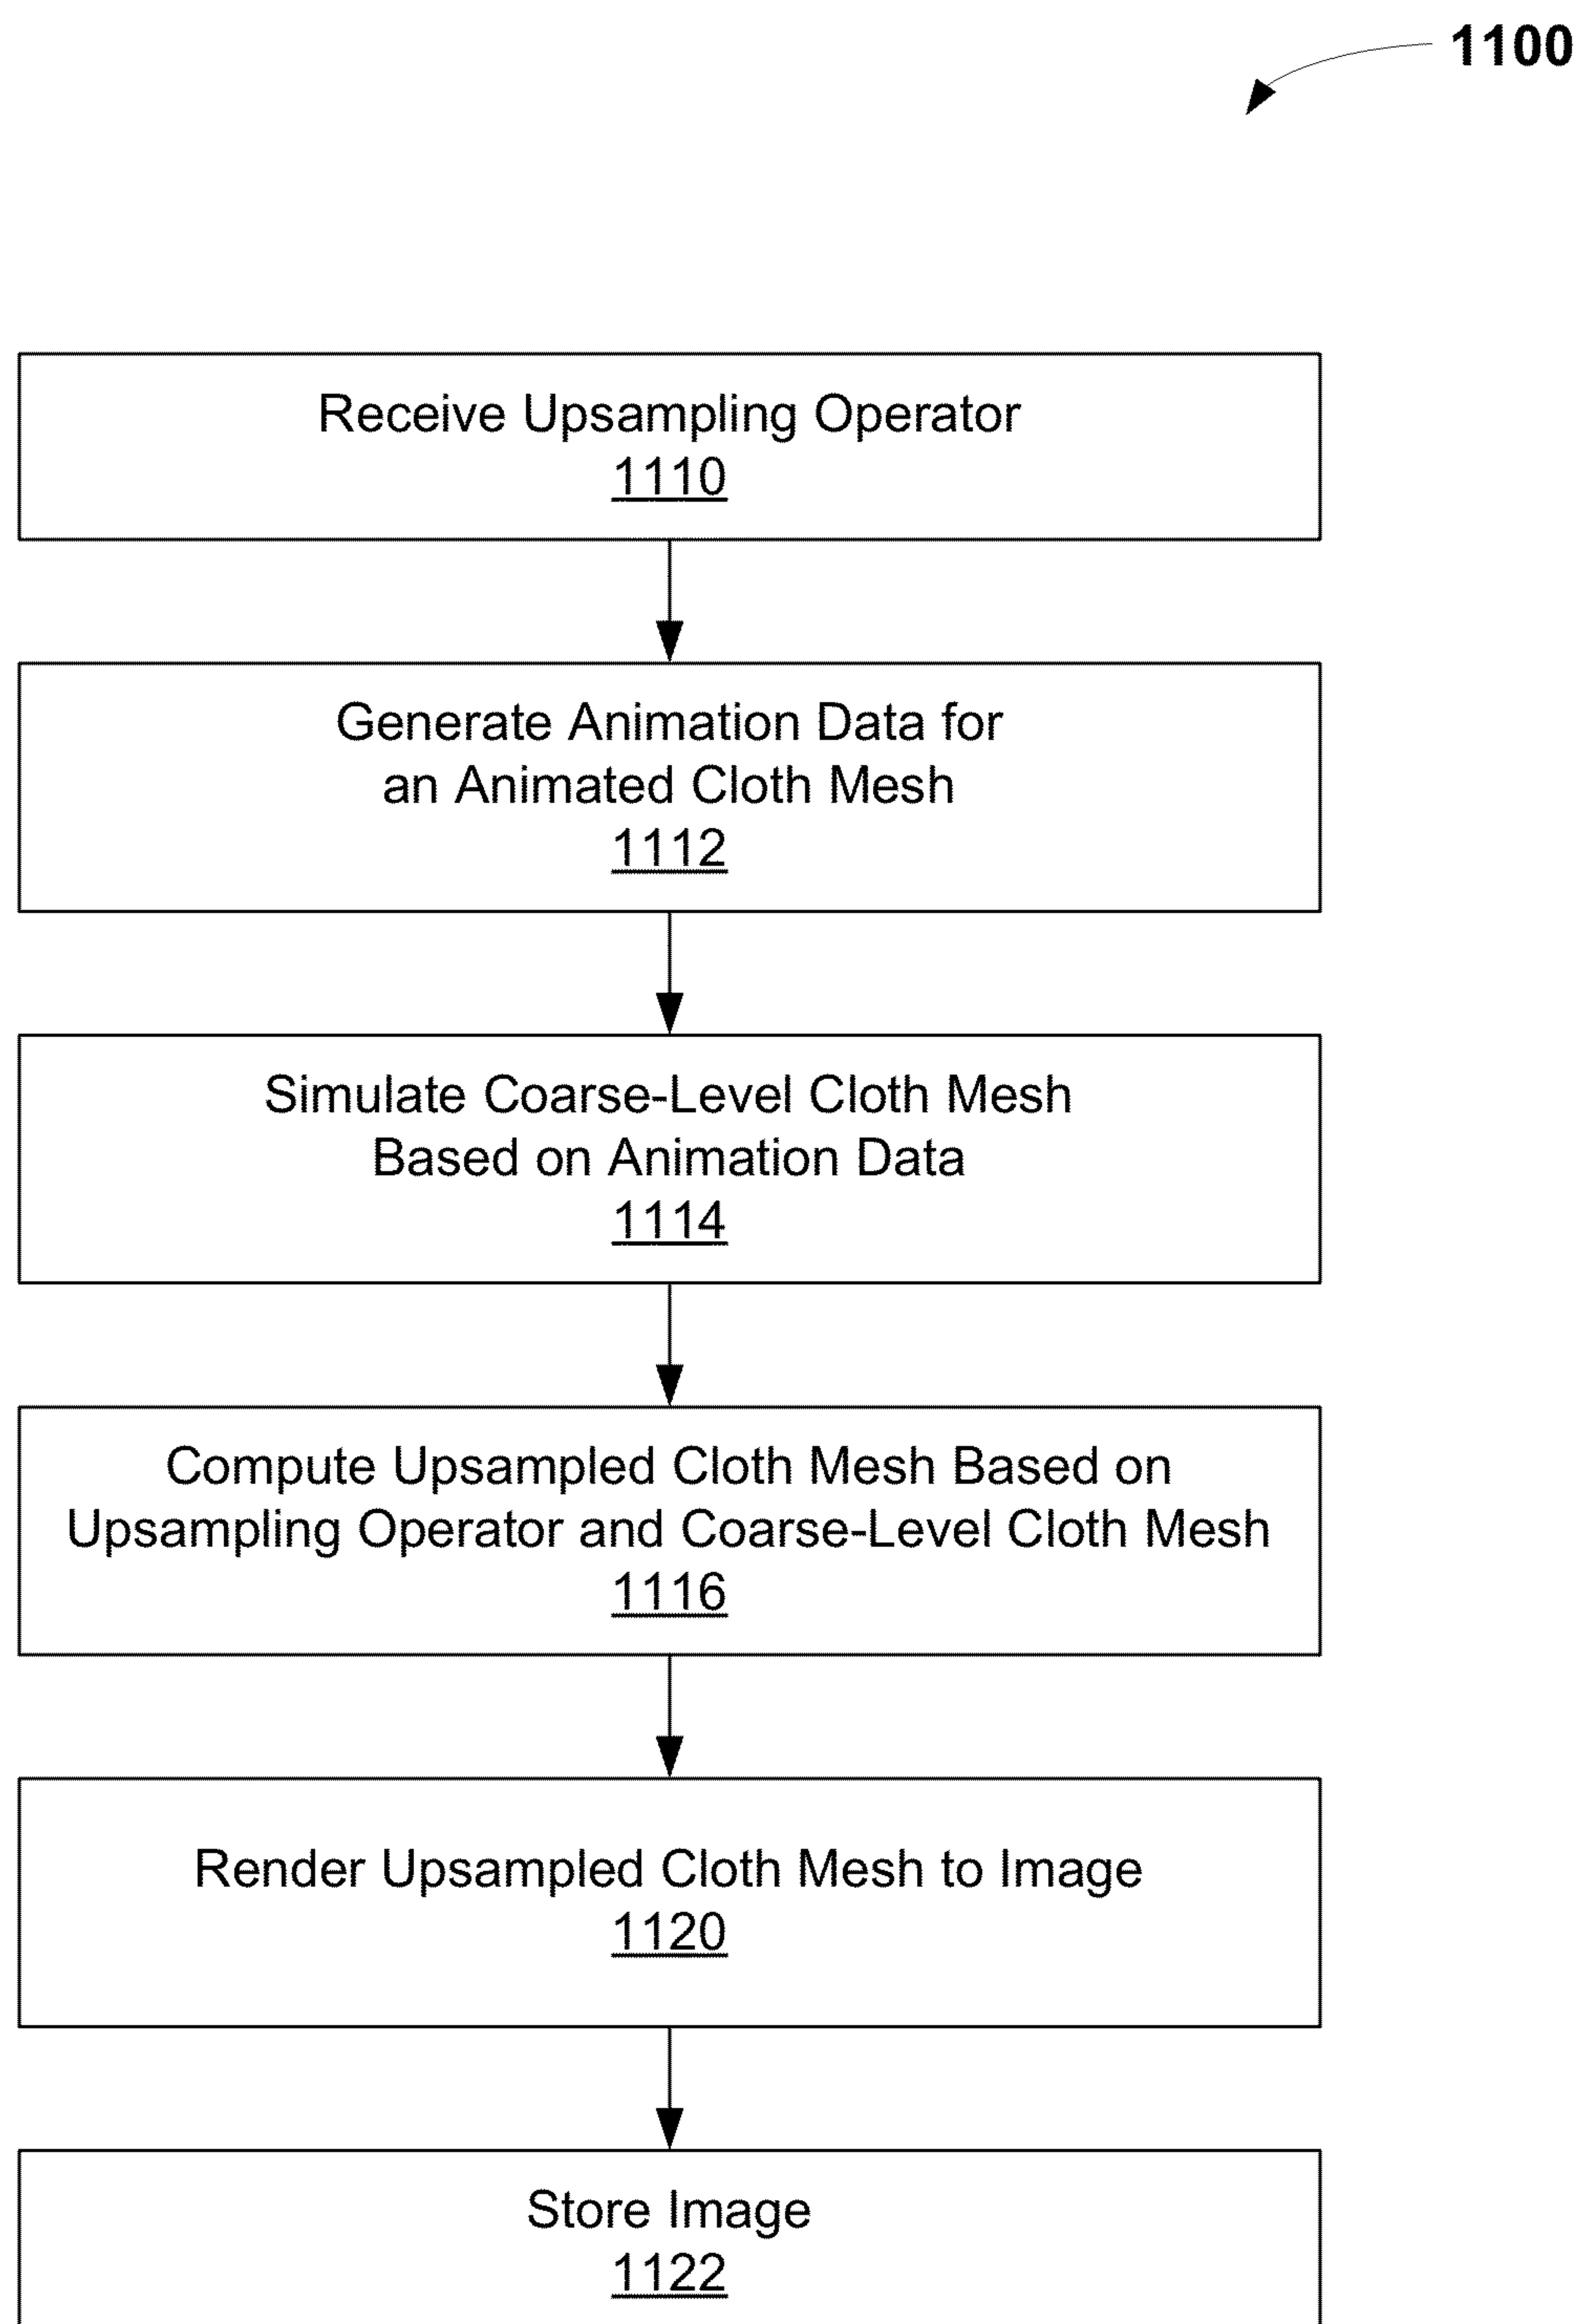 1100
Receive Upsampling Operator
1110
Generate Animation Data for
an Animated Cloth Mesh
1112
Simulate Coarse-Level Cloth Mesh
Based on Animation Data
1114
Compute Upsampled Cloth Mesh Based on
Upsampling Operator and Coarse-Level Cloth Mesh
1116
Render Upsampled Cloth Mesh to Image
1120
Store Image
1122